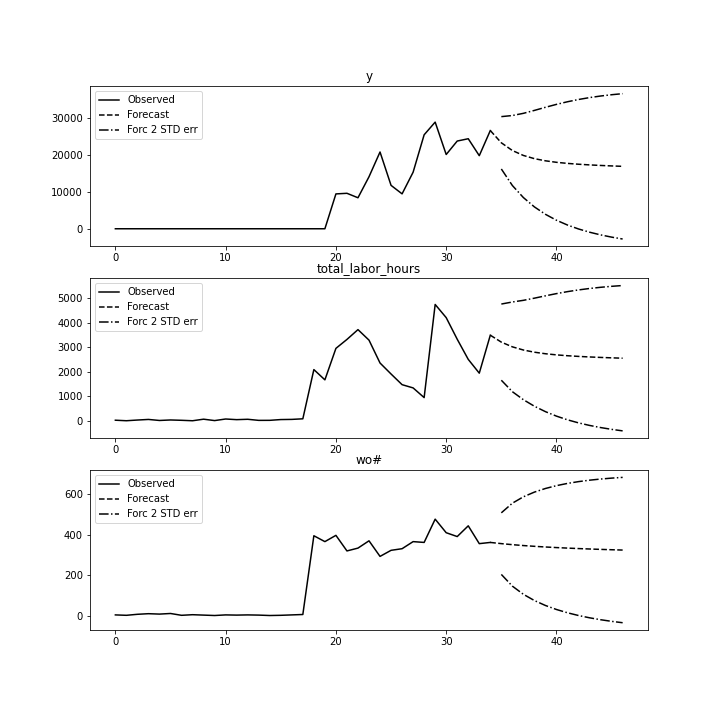 y
Observed
Forecast
Forc 2 STD err
30000
20000
10000
0
0 10 20 30 40
total_labor_hours
Observed
Forecast
Forc 2 STD err
5000
4000
3000
2000
1000
0
0 10 20 30 40
wo#
Observed
Forecast
Forc 2 STD err
600
400
200
0
0 10 20 30 40